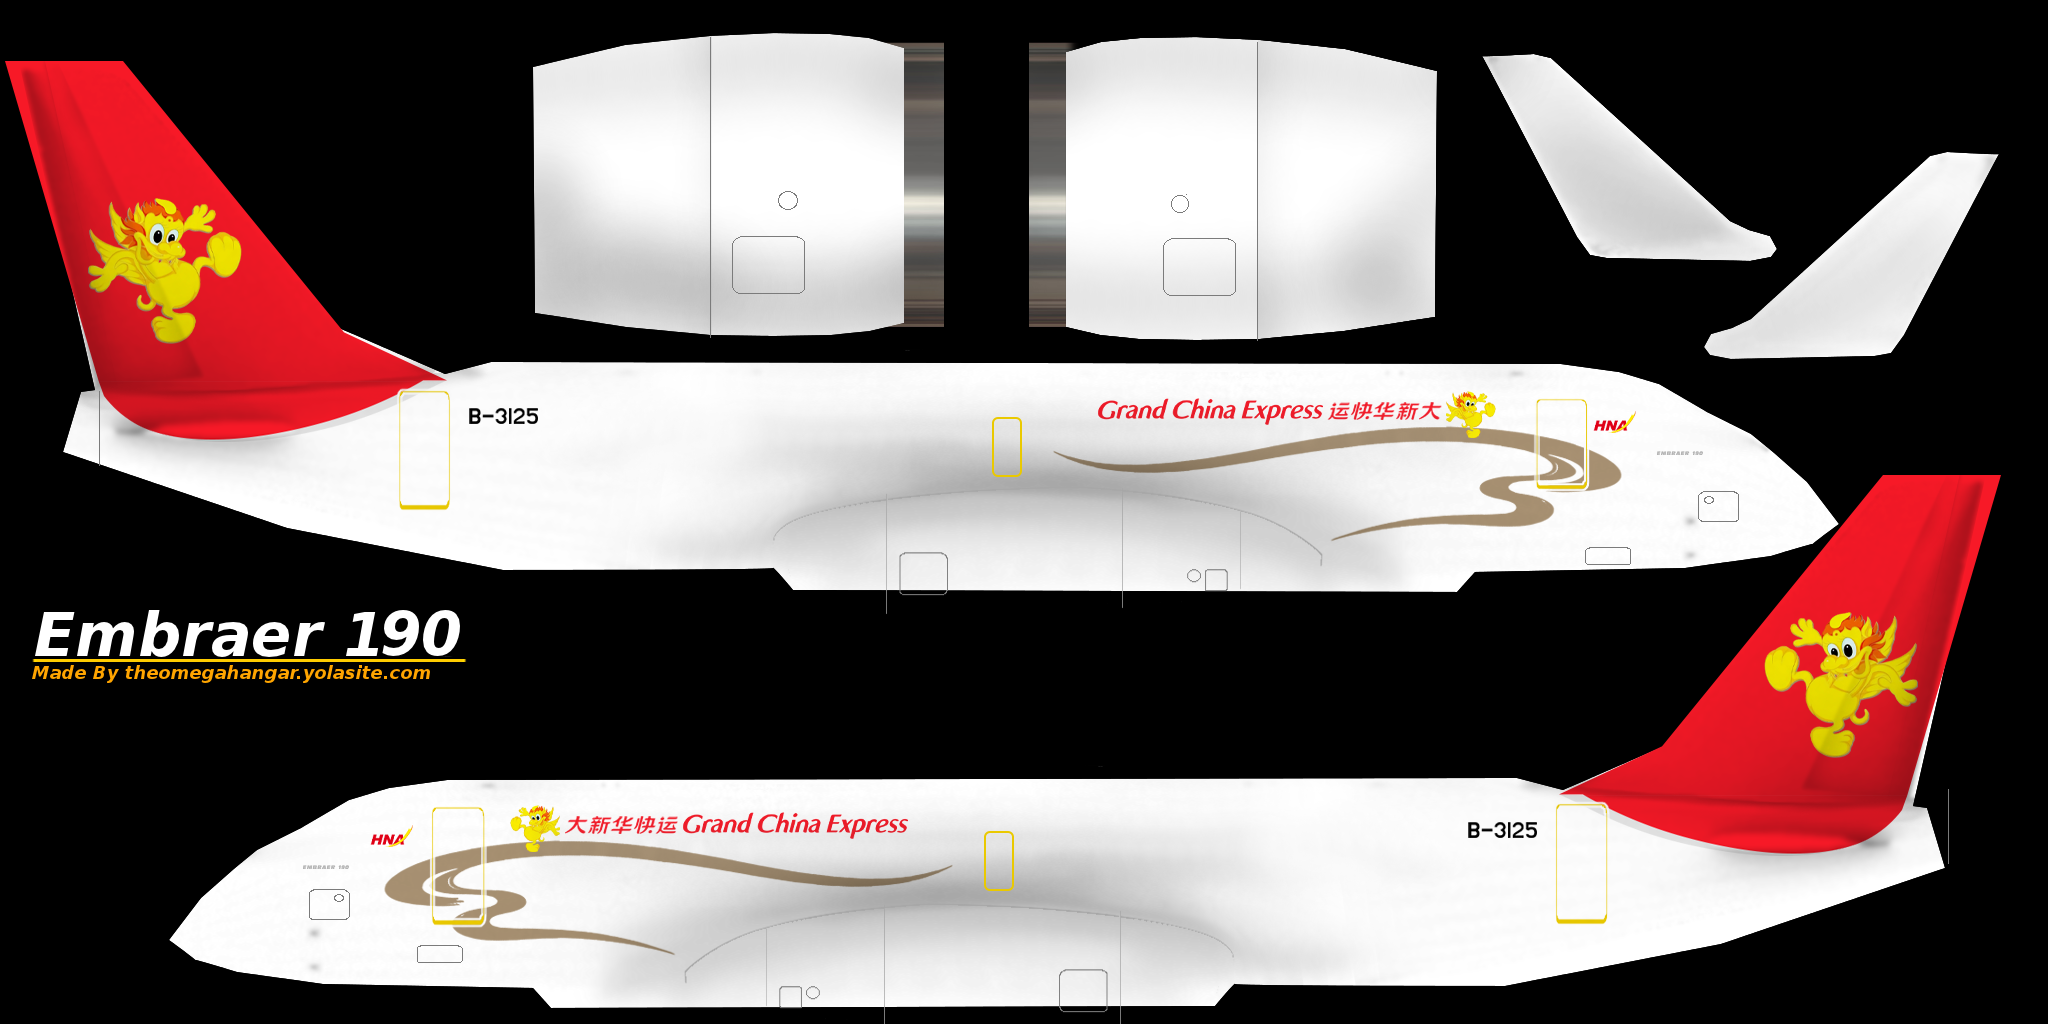 B-3125
Grand China Express 运快华新大
HNA
EMBRAER 190
Embraer 190
Made By theomegahangar.yolasite.com
HNA
大新华快运 Grand China Express
B-3125
EMBRAER 190